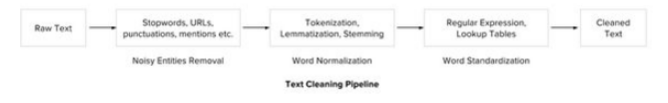 Raw Text
Stopwords, URLs,
punctuations, mentions etc.
Tokenization,
Lemmatization, Stemming
Regular Expression,
Lookup Tables
Cleaned
Text
Noisy Entities Removal
Word Normalization
Word Standardization
Text Cleaning Pipeline